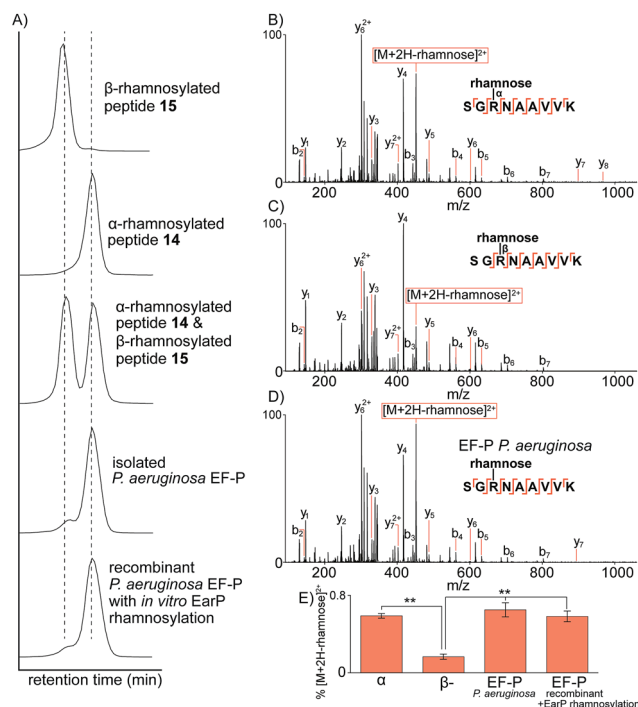 A)
β-rhamnosylated
peptide 15
α-rhamnosylated
peptide 14
α-rhamnosylated
peptide 14 &
β-rhamnosylated
peptide 15
isolated
P. aeruginosa EF-P
recombinant
P. aeruginosa EF-P
with in vitro EarP
rhamnosylation
retention time (min)
B)
100
0
y6 2+
[M+2H-rhamnose]2+
y4
rhamnose
α
S G R N A A V V K
b2 y1 y2 y3 y7 2+ b3 y5 b4 y6 b5 b6 b7 y7 y8
200 400 600 800 1000
m/z
C)
100
0
y4
rhamnose
β
S G R N A A V V K
y6 2+
[M+2H-rhamnose]2+
b2 y1 y2 y3 y7 2+ b3 y5 b4 y6 b5 b6 b7
200 400 600 800 1000
m/z
D)
100
0
y6 2+
[M+2H-rhamnose]2+
y4
EF-P P. aeruginosa
rhamnose
S G R N A A V V K
b2 y1 y2 y3 y7 2+ b3 y5 b4 y6 b5 b6 b7 y7
200 400 600 800 1000
m/z
E)
% [M+2H-rhamnose]2+
0.8
0
**
**
α
β-
EF-P
P. aeruginosa
EF-P
recombinant
+EarP rhamnosylation